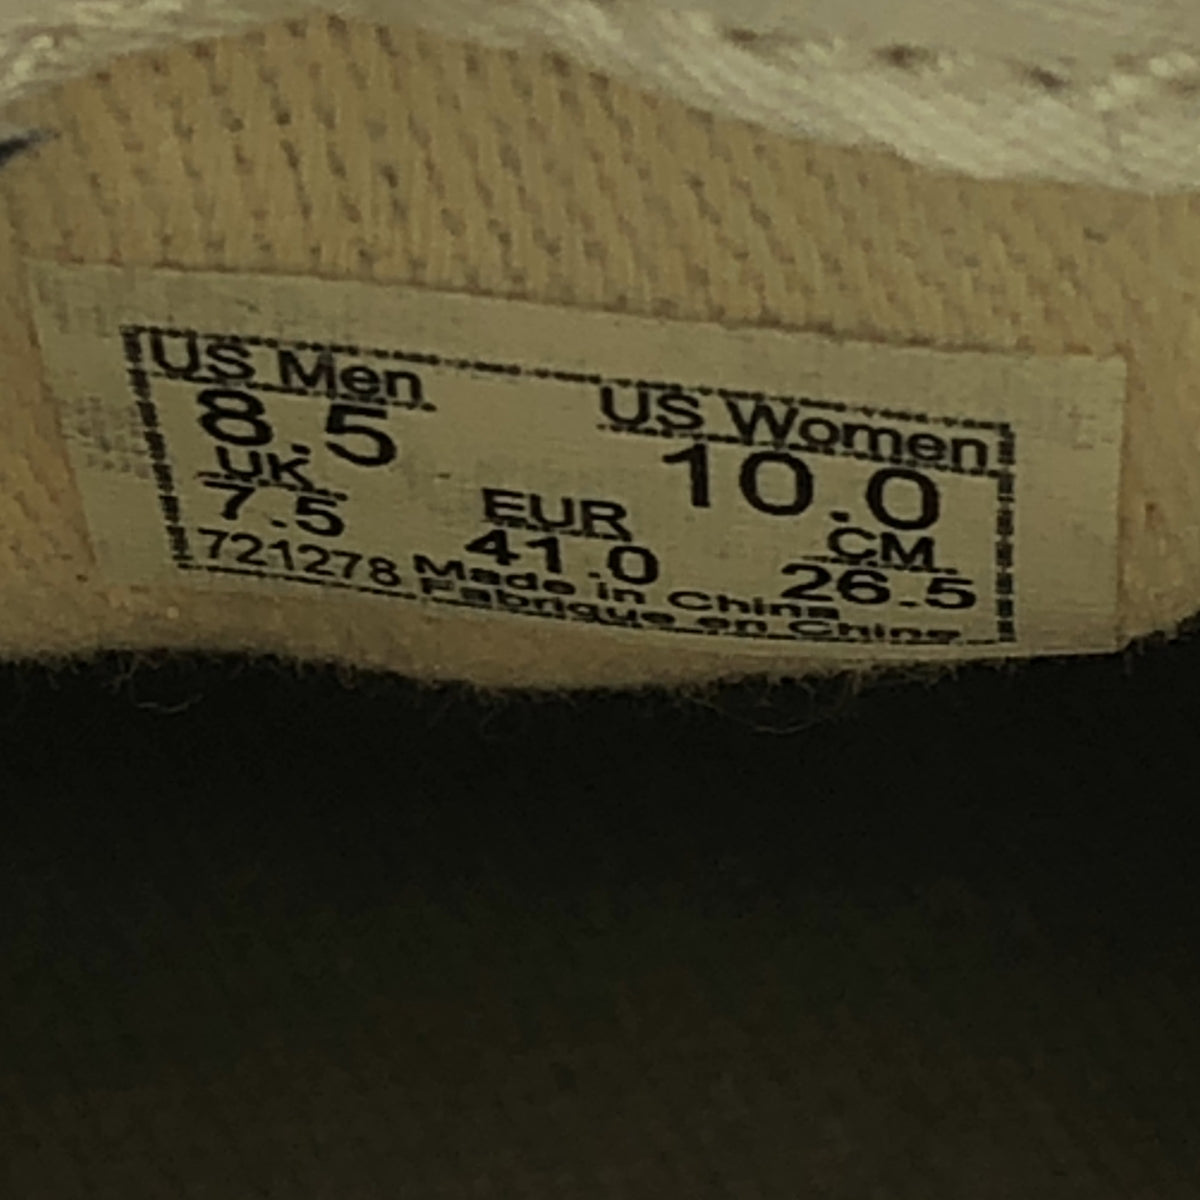 US Men US Women
8.5 10.0
UK EUR CM
7.5 41.0 26.5
721278 Made in China
Fabrique en Chine